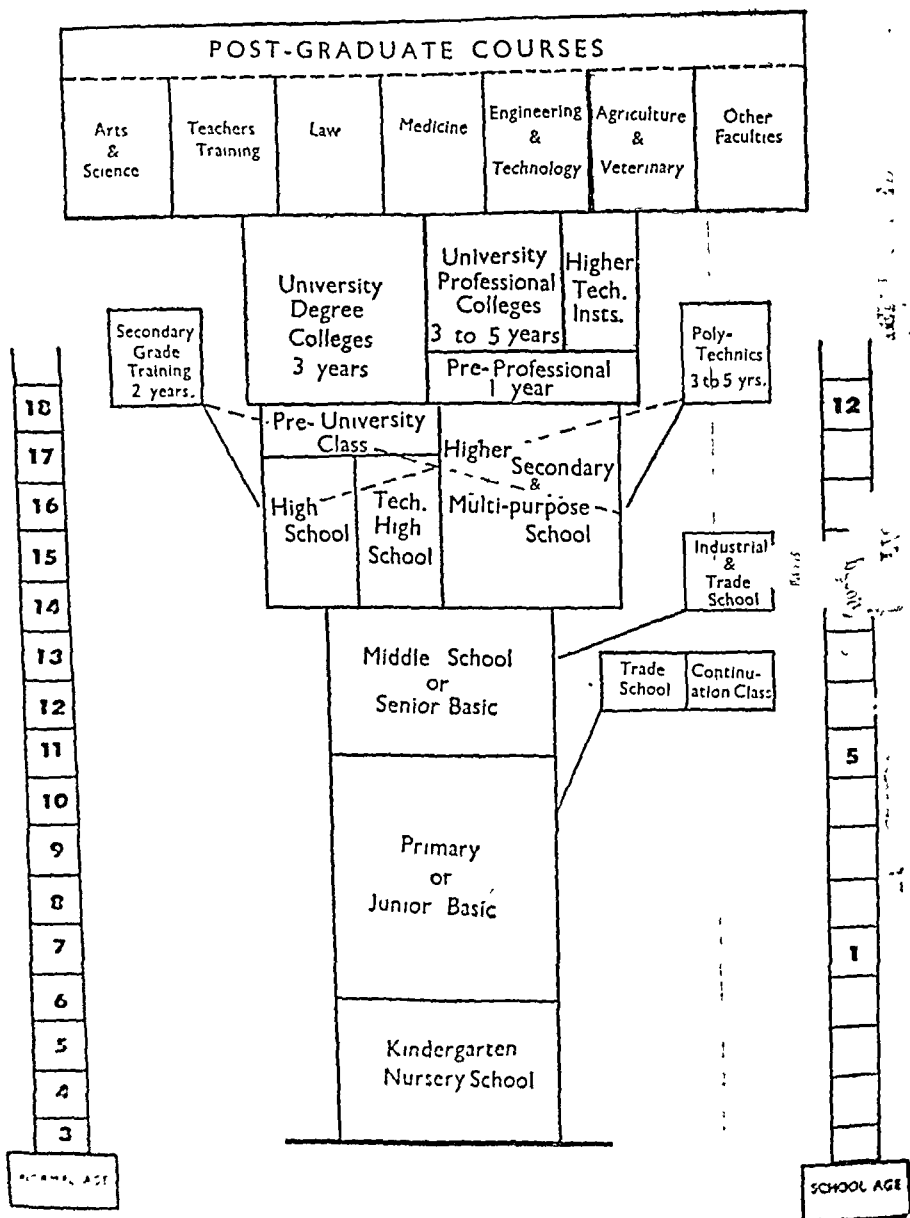 POST-GRADUATE COURSES
Arts
&
Science
Teachers
Training
Law
Medicine
Engineering
&
Technology
Agriculture
&
Veterinary
Other
Faculties
University
Degree
Colleges
3 years
University
Professional
Colleges
3 to 5 years
Higher
Tech.
Insts.
Pre-Professional
1 year
Secondary
Grade
Training
2 years.
Poly-
Technics
3 to 5 yrs.
Pre-University
Class
High
School
Tech.
High
School
Higher
Secondary
&
Multi-purpose
School
Industrial
&
Trade
School
Middle School
or
Senior Basic
Trade
School
Continu-
ation Class
Primary
or
Junior Basic
Kindergarten
Nursery School
18
17
16
15
14
13
12
11
10
9
8
7
6
5
4
3
NORMAL AGE
12
5
1
SCHOOL AGE